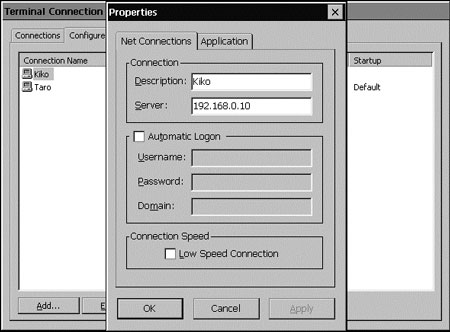 Terminal Connection
Properties
Connections
Configure
Net Connections
Application
Connection Name
Startup
Kiko
Taro
Default
Connection
Description:
Kiko
Server:
192.168.0.10
Automatic Logon
Username:
Password:
Domain:
Connection Speed
Low Speed Connection
Add...
E
OK
Cancel
Apply